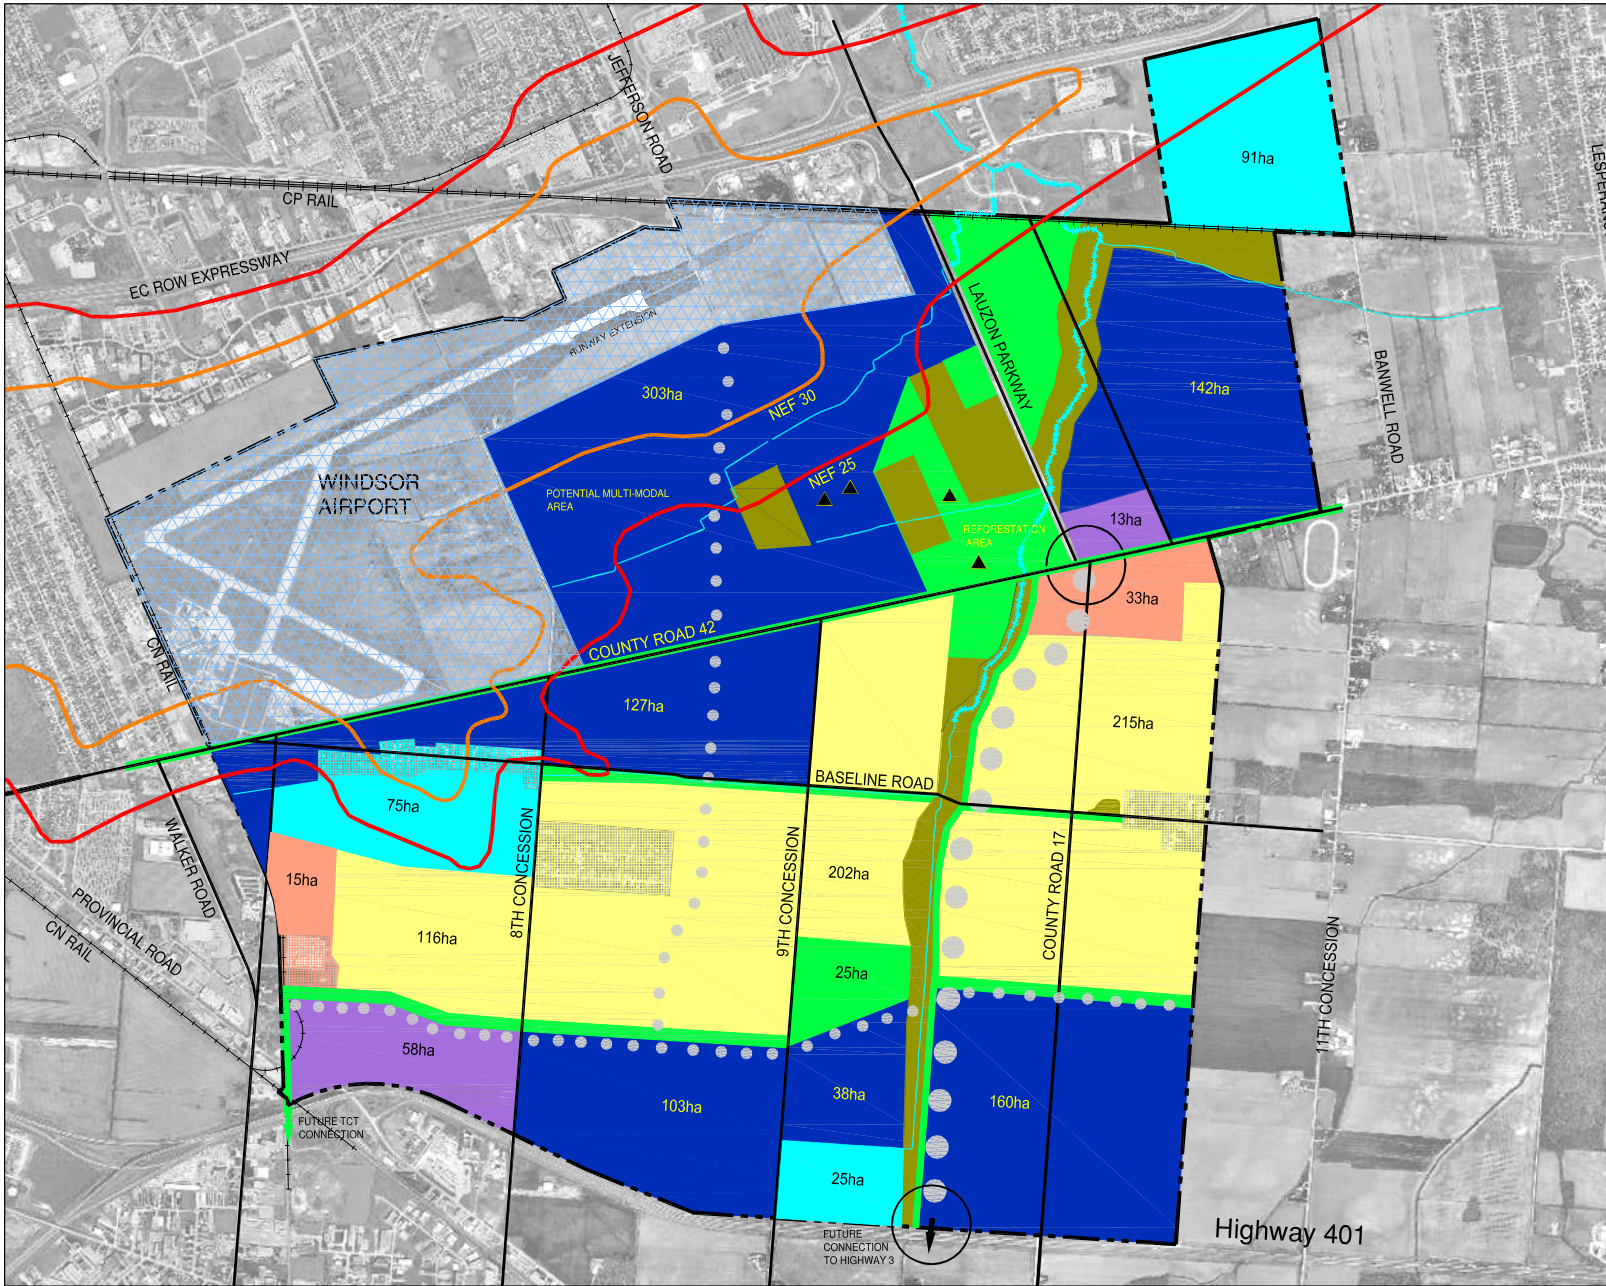 JEFFERSON ROAD
CP RAIL
EC ROW EXPRESSWAY
91ha
RUNWAY EXTENSION
LAUZON PARKWAY
BANWELL ROAD
303ha
NEF 30
142ha
WINDSOR
AIRPORT
POTENTIAL MULTI-MODAL
AREA
NEF 25
REFORESTATION
AREA
13ha
33ha
COUNTY ROAD 42
CN RAIL
127ha
215ha
BASELINE ROAD
75ha
WALKER ROAD
8TH CONCESSION
9TH CONCESSION
COUNTY ROAD 17
15ha
202ha
116ha
PROVINCIAL ROAD
CN RAIL
25ha
11TH CONCESSION
58ha
103ha
38ha
160ha
FUTURE TCT
CONNECTION
25ha
FUTURE
CONNECTION
TO HIGHWAY 3
Highway 401